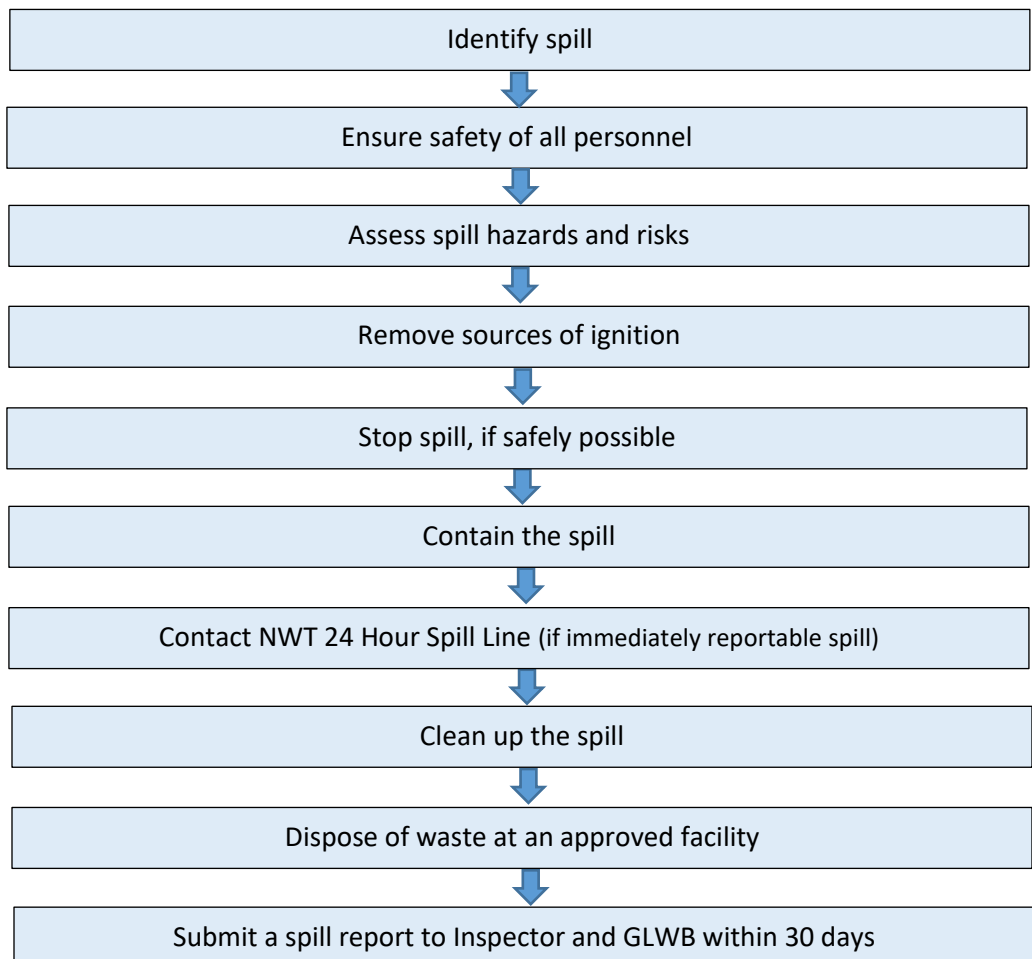 Identify spill
Ensure safety of all personnel
Assess spill hazards and risks
Remove sources of ignition
Stop spill, if safely possible
Contain the spill
Contact NWT 24 Hour Spill Line (if immediately reportable spill)
Clean up the spill
Dispose of waste at an approved facility
Submit a spill report to Inspector and GLWB within 30 days